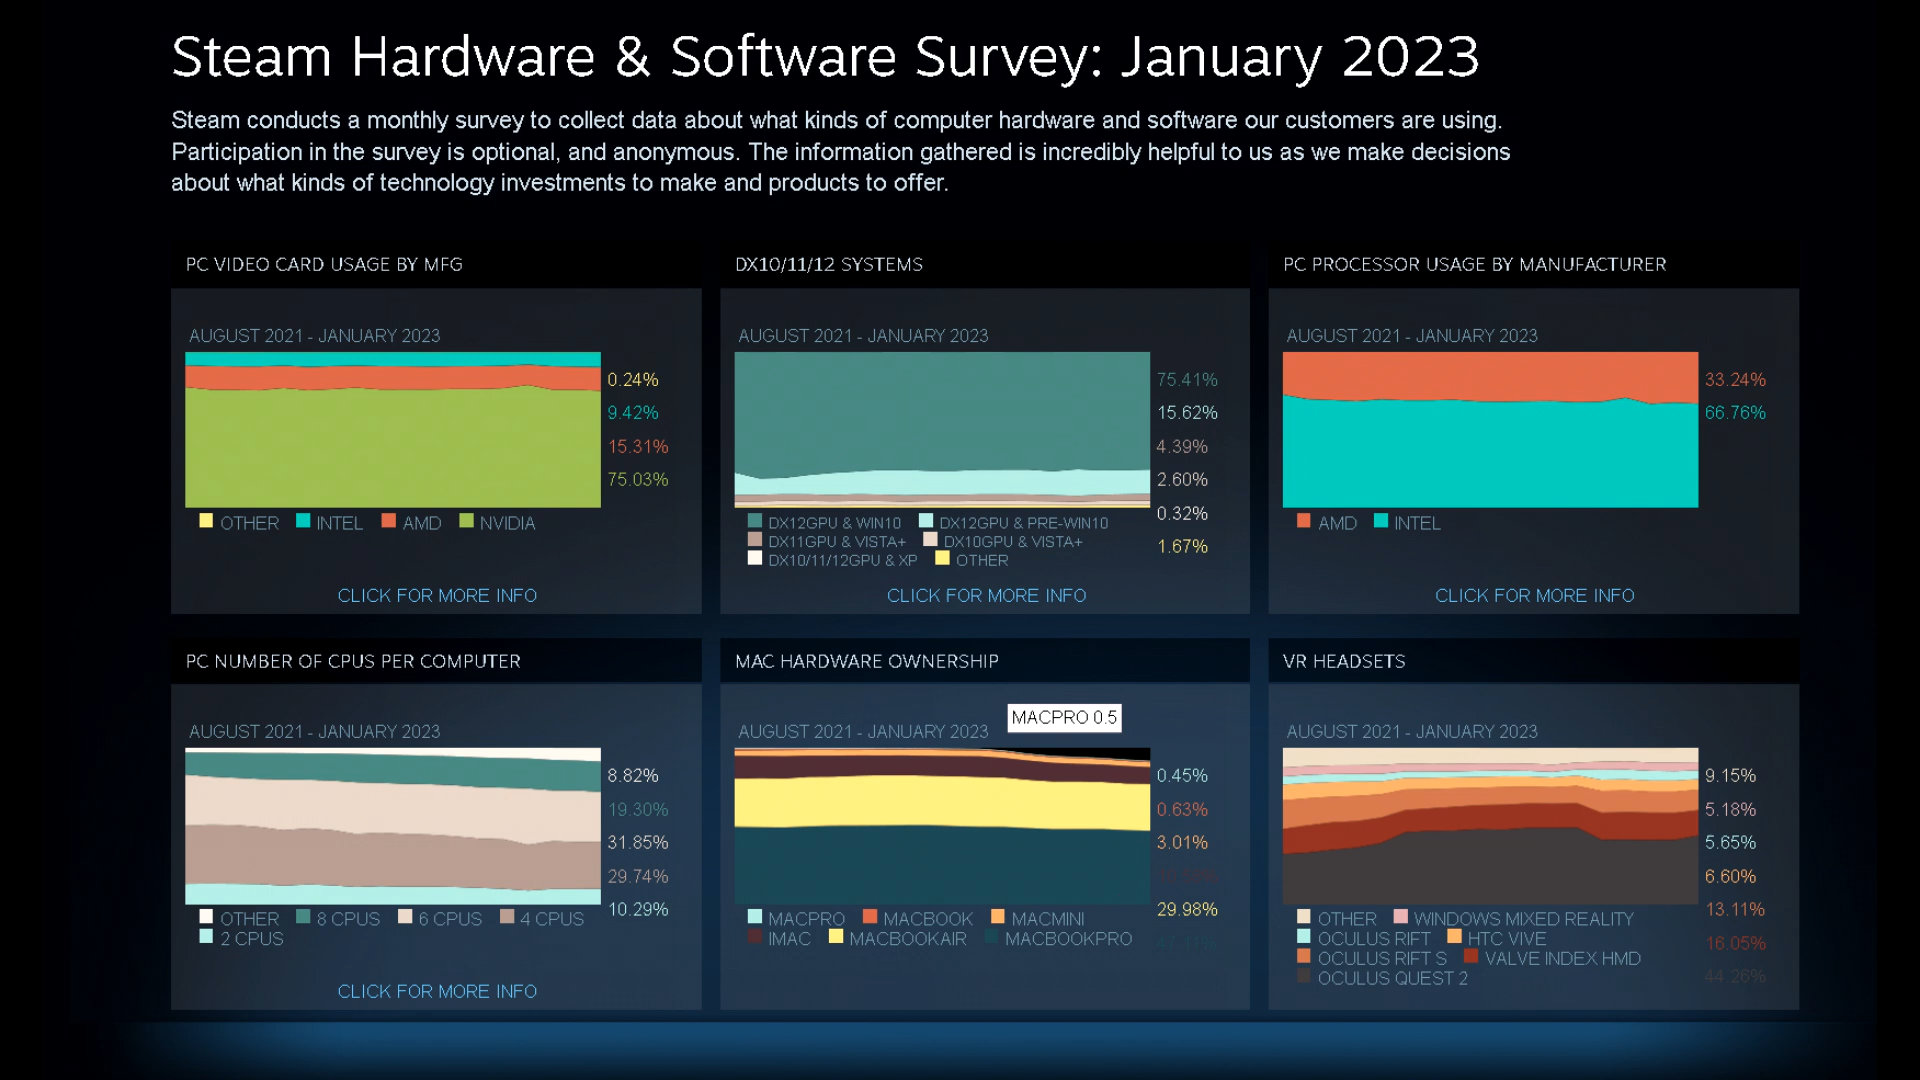 Steam Hardware & Software Survey: January 2023
Steam conducts a monthly survey to collect data about what kinds of computer hardware and software our customers are using.
Participation in the survey is optional, and anonymous. The information gathered is incredibly helpful to us as we make decisions
about what kinds of technology investments to make and products to offer.
PC VIDEO CARD USAGE BY MFG
AUGUST 2021 - JANUARY 2023
0.24%
9.42%
15.31%
75.03%
OTHER INTEL AMD NVIDIA
CLICK FOR MORE INFO
DX10/11/12 SYSTEMS
AUGUST 2021 - JANUARY 2023
75.41%
15.62%
4.39%
2.60%
0.32%
1.67%
DX12GPU & WIN10 DX12GPU & PRE-WIN10
DX11GPU & VISTA+ DX10GPU & VISTA+
DX10/11/12GPU & XP OTHER
CLICK FOR MORE INFO
PC PROCESSOR USAGE BY MANUFACTURER
AUGUST 2021 - JANUARY 2023
33.24%
66.76%
AMD INTEL
CLICK FOR MORE INFO
PC NUMBER OF CPUS PER COMPUTER
AUGUST 2021 - JANUARY 2023
8.82%
19.30%
31.85%
29.74%
10.29%
OTHER 8 CPUS 6 CPUS 4 CPUS
2 CPUS
CLICK FOR MORE INFO
MAC HARDWARE OWNERSHIP
MACPRO 0.5
AUGUST 2021 - JANUARY 2023
0.45%
0.63%
3.01%
29.98%
MACPRO MACBOOK MACMINI
IMAC MACBOOKAIR MACBOOKPRO
VR HEADSETS
AUGUST 2021 - JANUARY 2023
9.15%
5.18%
5.65%
6.60%
13.11%
16.05%
44.26%
OTHER WINDOWS MIXED REALITY
OCULUS RIFT HTC VIVE
OCULUS RIFT S VALVE INDEX HMD
OCULUS QUEST 2